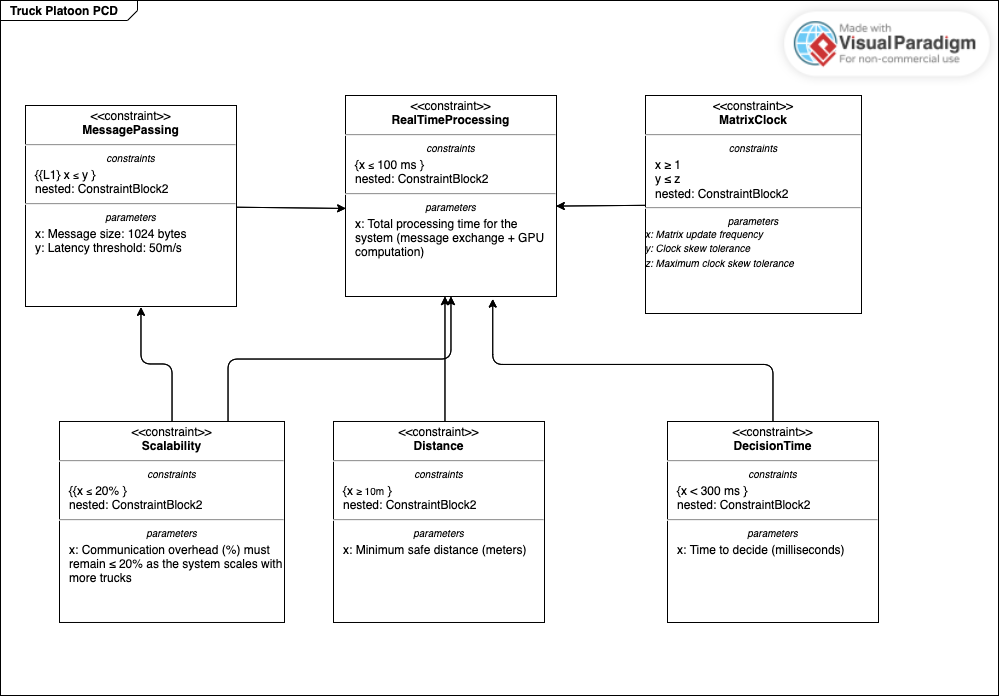 Truck Platoon PCD
Made with
Visual Paradigm
For non-commercial use
<<constraint>>
MessagePassing
constraints
{{L1} x ≤ y }
nested: ConstraintBlock2
parameters
x: Message size: 1024 bytes
y: Latency threshold: 50m/s
<<constraint>>
RealTimeProcessing
constraints
{x ≤ 100 ms }
nested: ConstraintBlock2
parameters
x: Total processing time for the
system (message exchange + GPU
computation)
<<constraint>>
MatrixClock
constraints
x ≥ 1
y ≤ z
nested: ConstraintBlock2
parameters
x: Matrix update frequency
y: Clock skew tolerance
z: Maximum clock skew tolerance
<<constraint>>
Scalability
constraints
{{x ≤ 20% }
nested: ConstraintBlock2
parameters
x: Communication overhead (%) must
remain ≤ 20% as the system scales with
more trucks
<<constraint>>
Distance
constraints
{x ≥ 10m }
nested: ConstraintBlock2
parameters
x: Minimum safe distance (meters)
<<constraint>>
DecisionTime
constraints
{x < 300 ms }
nested: ConstraintBlock2
parameters
x: Time to decide (milliseconds)